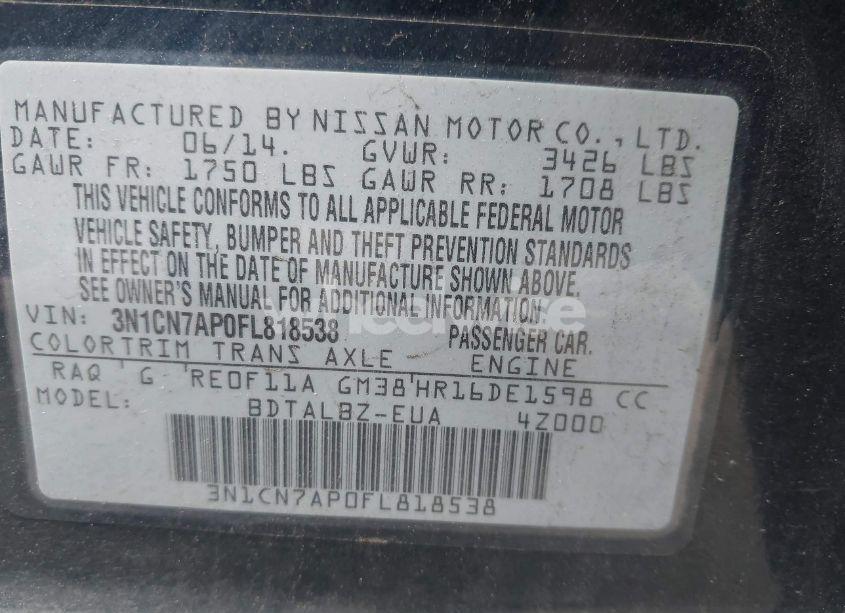 MANUFACTURED BY NISSAN MOTOR CO., LTD.
DATE: 06/14. GVWR: 3426 LBS
GAWR FR: 1750 LBS GAWR RR: 1708 LBS
THIS VEHICLE CONFORMS TO ALL APPLICABLE FEDERAL MOTOR
VEHICLE SAFETY, BUMPER AND THEFT PREVENTION STANDARDS
IN EFFECT ON THE DATE OF MANUFACTURE SHOWN ABOVE.
SEE OWNER'S MANUAL FOR ADDITIONAL INFORMATION.
VIN: 3N1CN7AP0FL818538 PASSENGER CAR.
COLORTRIM TRANS AXLE ENGINE
RAQ G RE0F11A GM38 HR16DE1598 CC
MODEL: BDTALBZ-EUA 4Z000
3N1CN7AP0FL818538